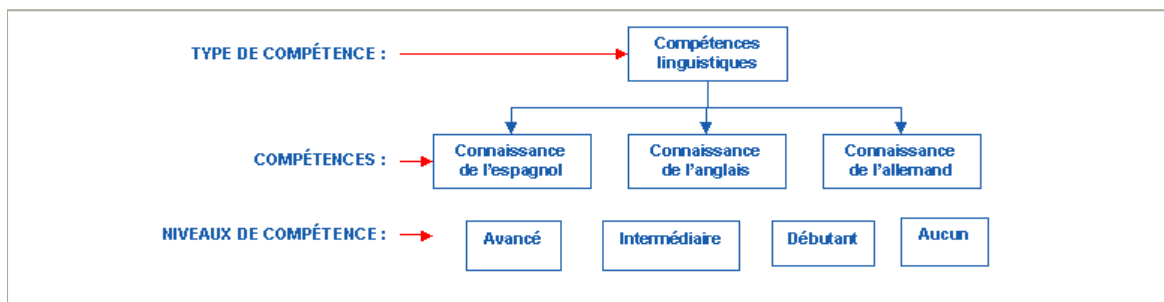 TYPE DE COMPÉTENCE :
Compétences
linguistiques
COMPÉTENCES :
Connaissance
de l'espagnol
Connaissance
de l'anglais
Connaissance
de l'allemand
NIVEAUX DE COMPÉTENCE :
Avancé
Intermédiaire
Débutant
Aucun